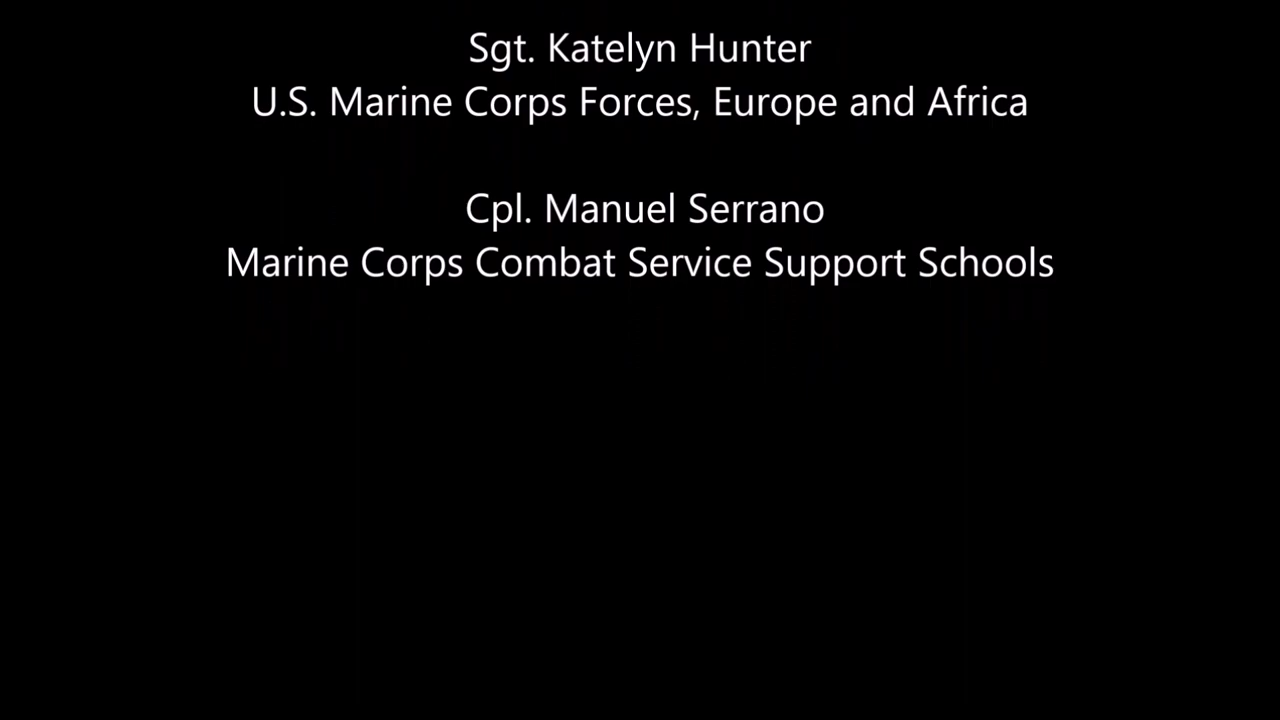 Sgt. Katelyn Hunter
U.S. Marine Corps Forces, Europe and Africa
Cpl. Manuel Serrano
Marine Corps Combat Service Support Schools